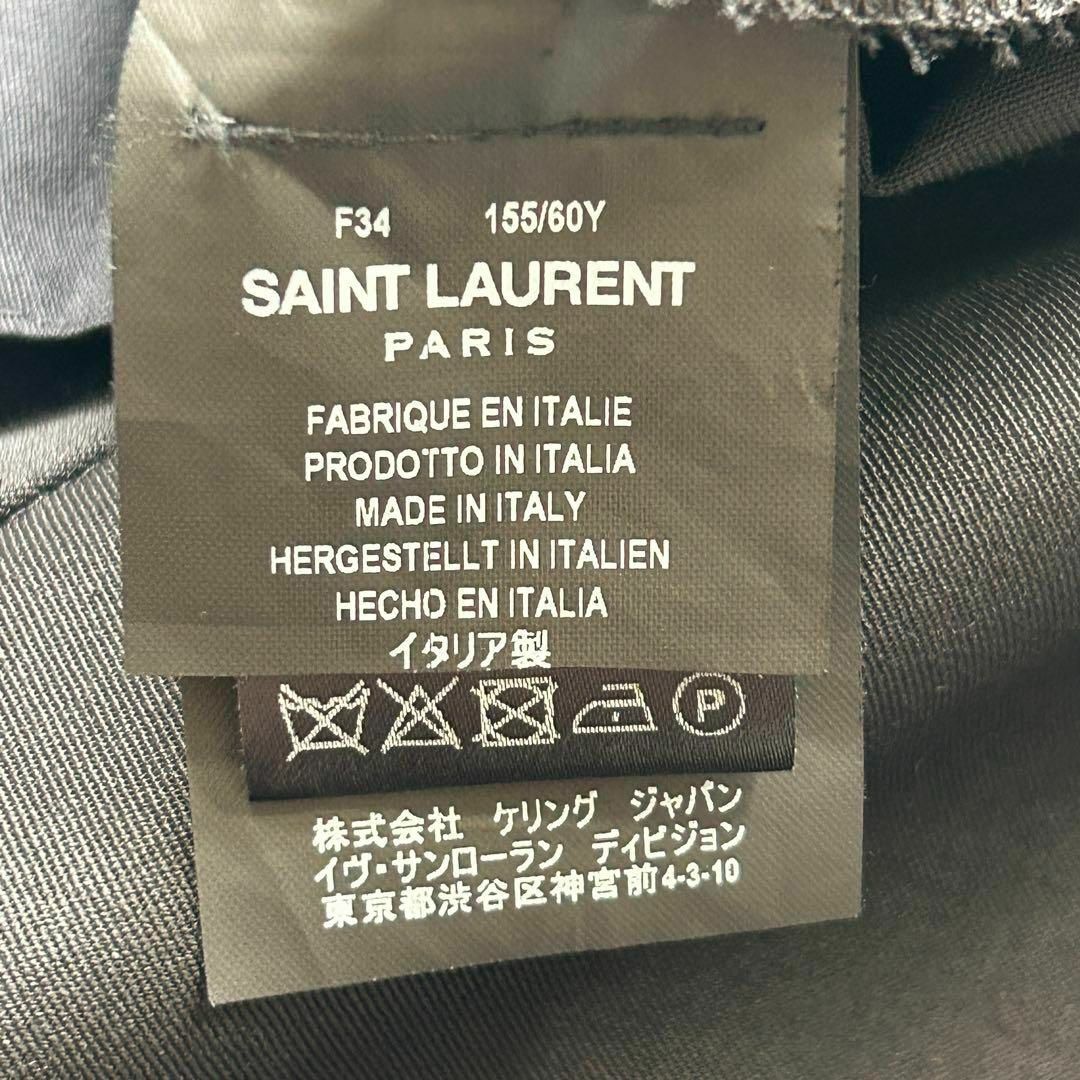 F34 155/60Y
SAINT LAURENT
PARIS
FABRIQUE EN ITALIE
PRODOTTO IN ITALIA
MADE IN ITALY
HERGESTELLT IN ITALIEN
HECHO EN ITALIA
イタリア製
P
株式会社 ケリング ジャパン
イヴ・サンローラン ディビジョン
東京都渋谷区神宮前4-3-10